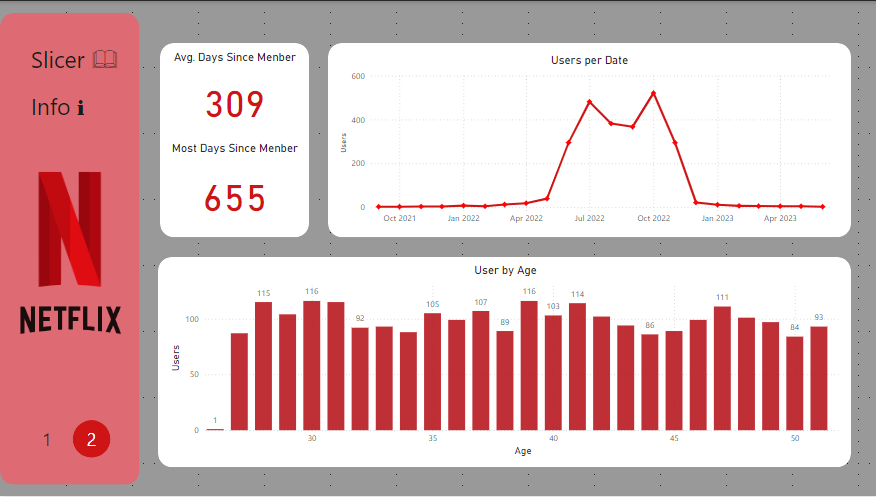 Slicer
Info ℹ
NETFLIX
1 2
Avg. Days Since Menber
309
Most Days Since Menber
655
Users per Date
600
400
200
0
Users
Oct 2021 Jan 2022 Apr 2022 Jul 2022 Oct 2022 Jan 2023 Apr 2023
User by Age
100
50
0
Users
1 115 116 92 105 107 89 116 103 114 86 111 84 93
30 35 40 45 50
Age